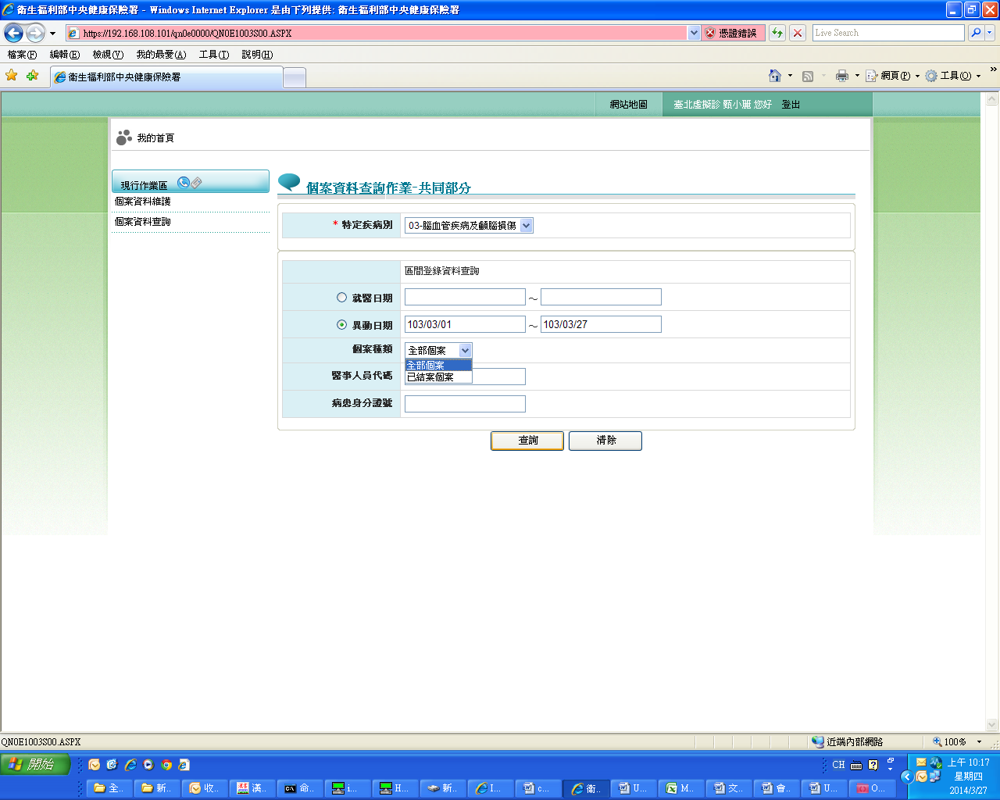 衛生福利部中央健康保險署 - Windows Internet Explorer 是由下列提供: 衛生福利部中央健康保險署
https://192.168.108.101/qn0e0000/QN0E1003S00.ASPX
憑證錯誤
Live Search
檔案(F) 編輯(E) 檢視(V) 我的最愛(A) 工具(T) 說明(H)
衛生福利部中央健康保險署
網頁(P) 工具(O)
網站地圖 臺北虛擬診 甄小麗 您好 登出
我的首頁
現行作業區
個案資料維護
個案資料查詢
個案資料查詢作業-共同部分
* 特定疾病別 03-腦血管疾病及顱腦損傷
區間登錄資料查詢
就醫日期 ～
異動日期 103/03/01 ～ 103/03/27
個案種類 全部個案
全部個案
已結案個案
醫事人員代碼
病患身分證號
查詢 清除
QN0E1003S00.ASPX
近端內部網路 100%
開始
CH
上午 10:17
星期四
2014/3/27
全.. 新.. 收.. 漢.. 命.. i... H... 新.. I... c... 衛.. U... M.. 文.. 會.. U... O...